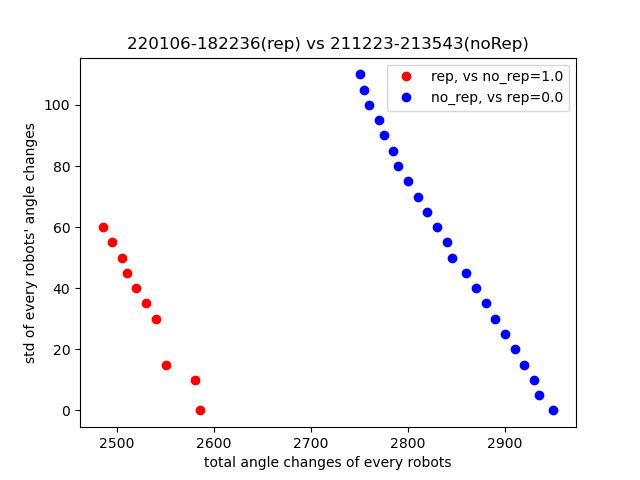 220106-182236(rep) vs 211223-213543(noRep)
rep, vs no_rep=1.0
no_rep, vs rep=0.0
std of every robots' angle changes
100
80
60
40
20
0
2500 2600 2700 2800 2900
total angle changes of every robots